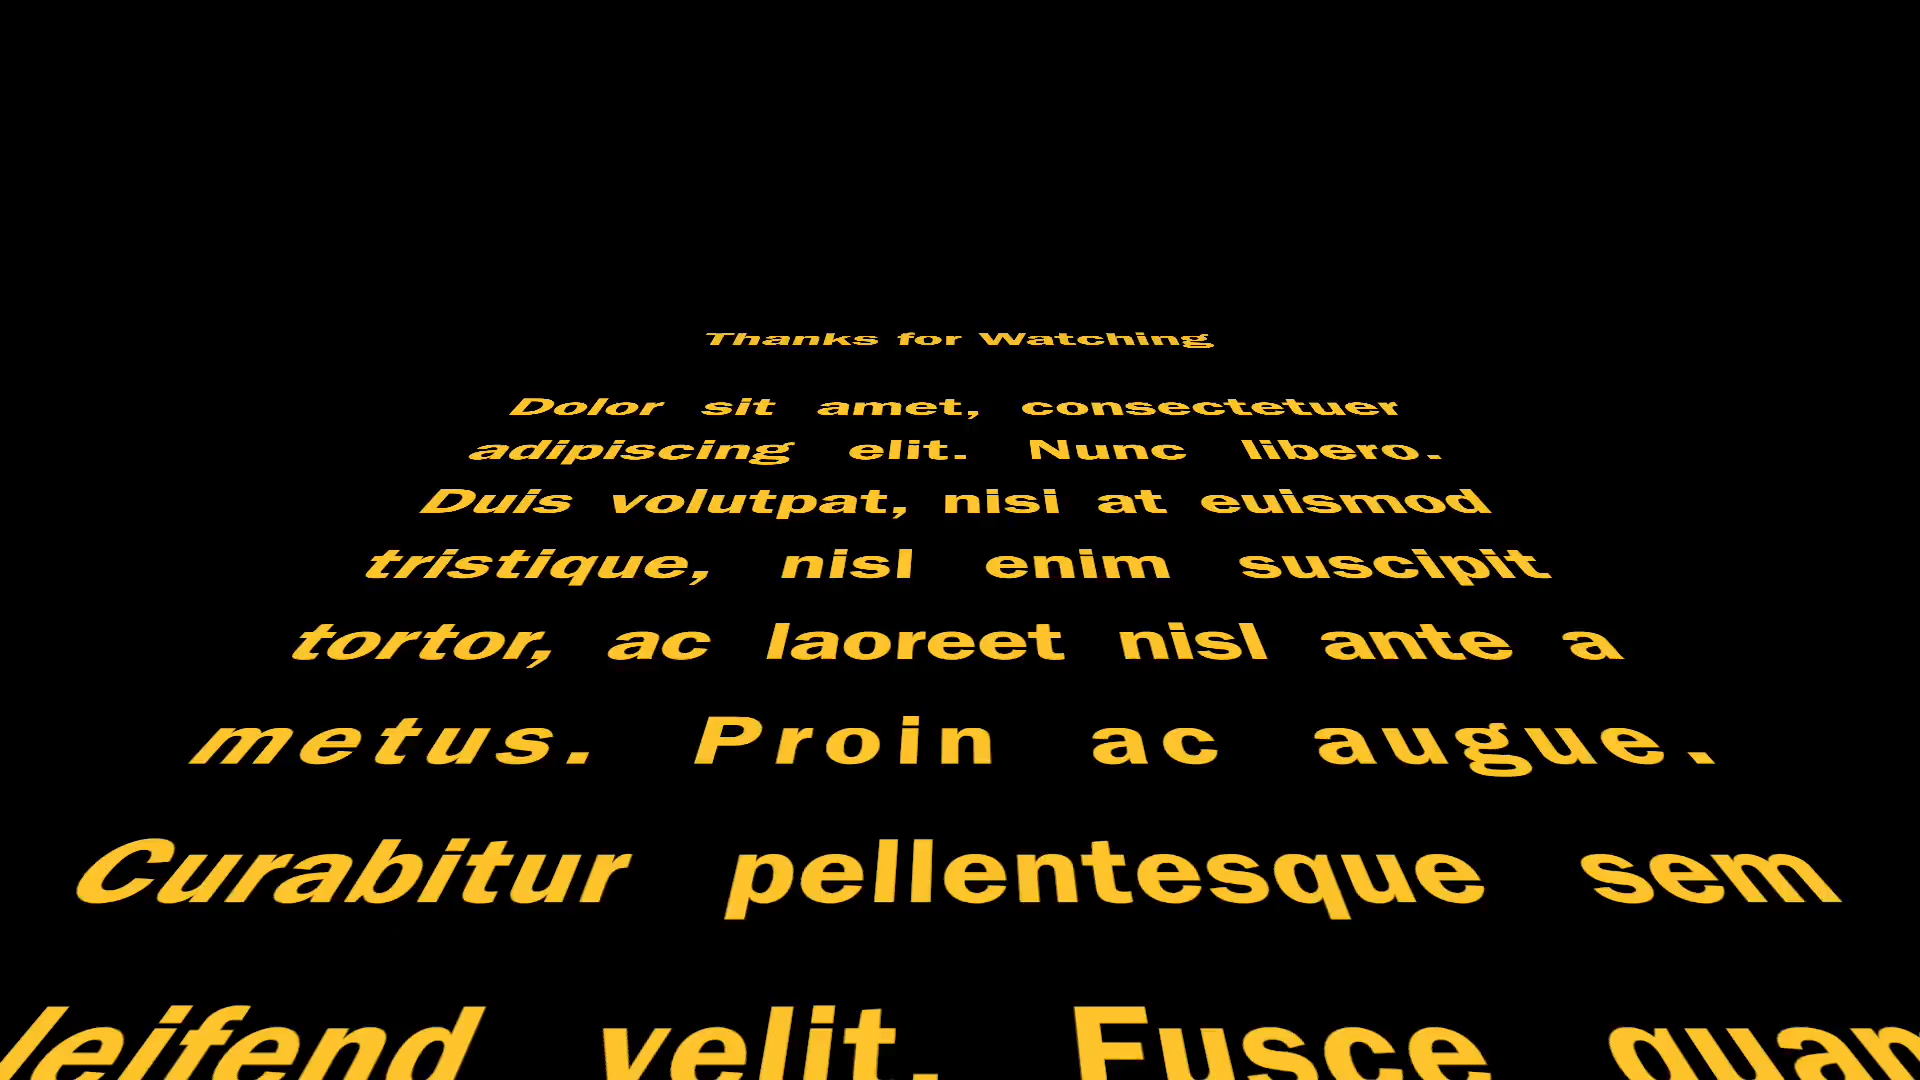 Thanks for Watching
Dolor sit amet, consectetuer
adipiscing elit. Nunc libero.
Duis volutpat, nisi at euismod
tristique, nisl enim suscipit
tortor, ac laoreet nisl ante a
metus. Proin ac augue.
Curabitur pellentesque sem
leifend velit. Fusce